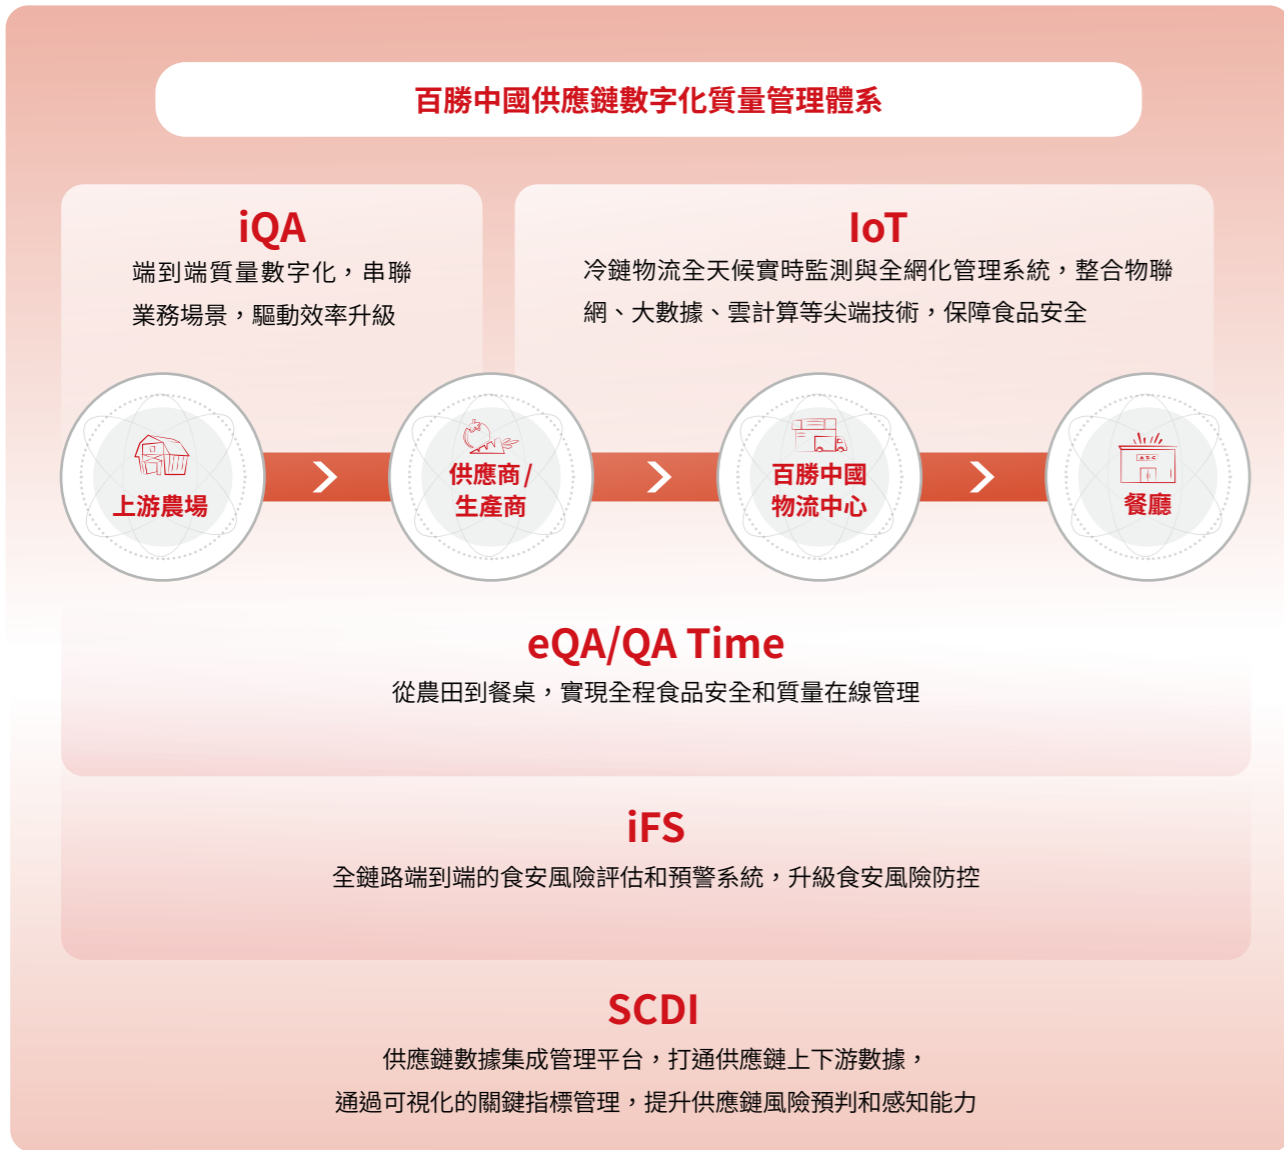 百勝中國供應鏈數字化質量管理體系
iQA
端到端質量數字化，串聯
業務場景，驅動效率升級
IoT
冷鏈物流全天候實時監測與全網化管理系統，整合物聯
網、大數據、雲計算等尖端技術，保障食品安全
上游農場
供應商/
生產商
百勝中國
物流中心
餐廳
eQA/QA Time
從農田到餐桌，實現全程食品安全和質量在線管理
iFS
全鏈路端到端的食安風險評估和預警系統，升級食安風險防控
SCDI
供應鏈數據集成管理平台，打通供應鏈上下游數據，
通過可視化的關鍵指標管理，提升供應鏈風險預判和感知能力